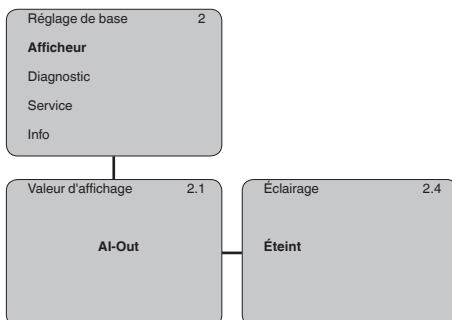 Réglage de base 2
Afficheur
Diagnostic
Service
Info
Valeur d'affichage 2.1
AI-Out
Éclairage 2.4
Éteint